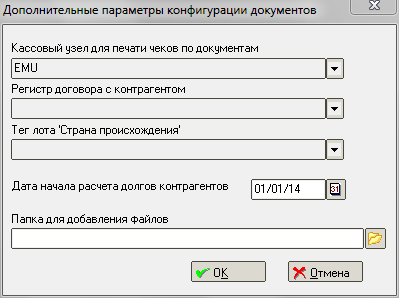 Дополнительные параметры конфигурации документов
Кассовый узел для печати чеков по документам
EMU
Регистр договора с контрагентом
Тег лота 'Страна происхождения'
Дата начала расчета долгов контрагентов 01/01/14
Папка для добавления файлов
OK Отмена